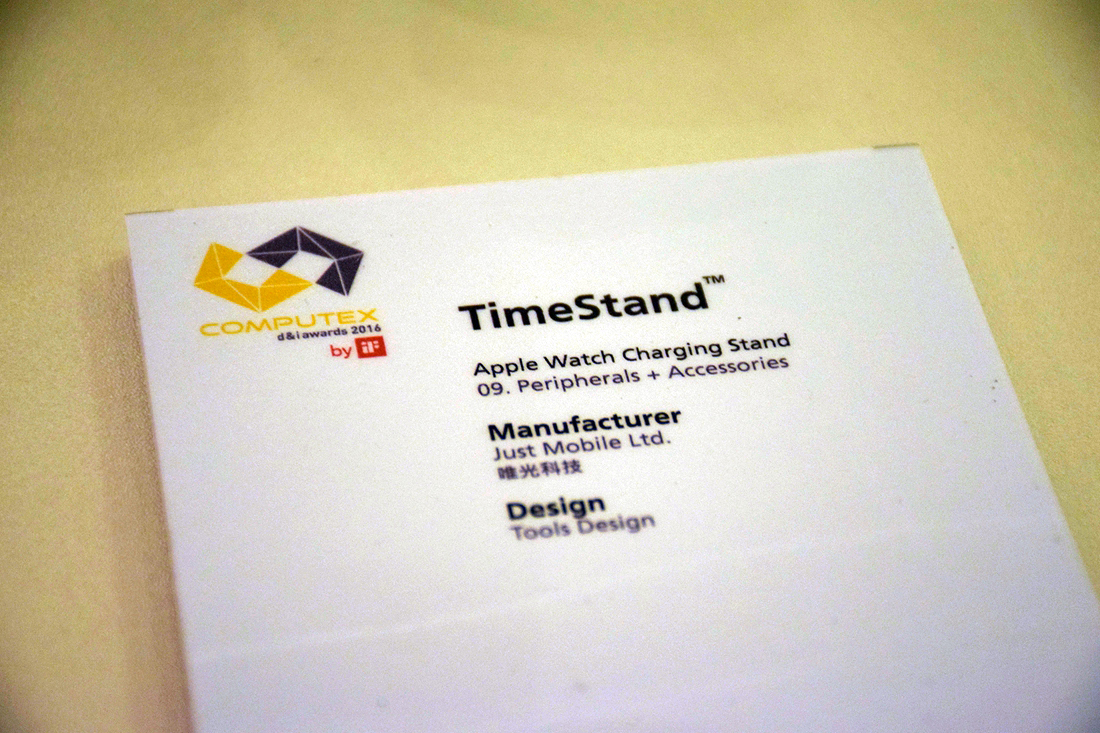 COMPUTEX
d&i awards 2016
by iF
TimeStand™
Apple Watch Charging Stand
09. Peripherals + Accessories
Manufacturer
Just Mobile Ltd.
唯光科技
Design
Tools Design